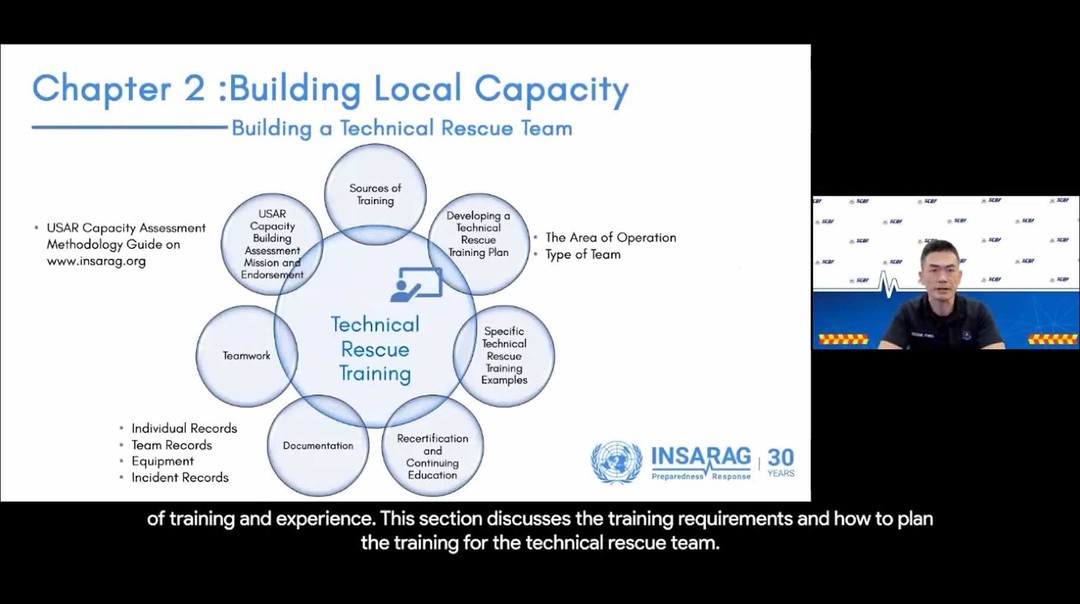 Chapter 2 :Building Local Capacity
Building a Technical Rescue Team
• USAR Capacity Assessment
Methodology Guide on
www.insarag.org
USAR
Capacity
Building
Assessment
Mission and
Endorsement
Sources of
Training
Developing a
Technical
Rescue
Training Plan
• The Area of Operation
• Type of Team
Technical
Rescue
Training
Teamwork
Specific
Technical
Rescue
Training
Examples
• Individual Records
• Team Records
• Equipment
• Incident Records
Documentation
Recertification
and
Continuing
Education
INSARAG
Preparedness Response
30
YEARS
SCDF
of training and experience. This section discusses the training requirements and how to plan
the training for the technical rescue team.